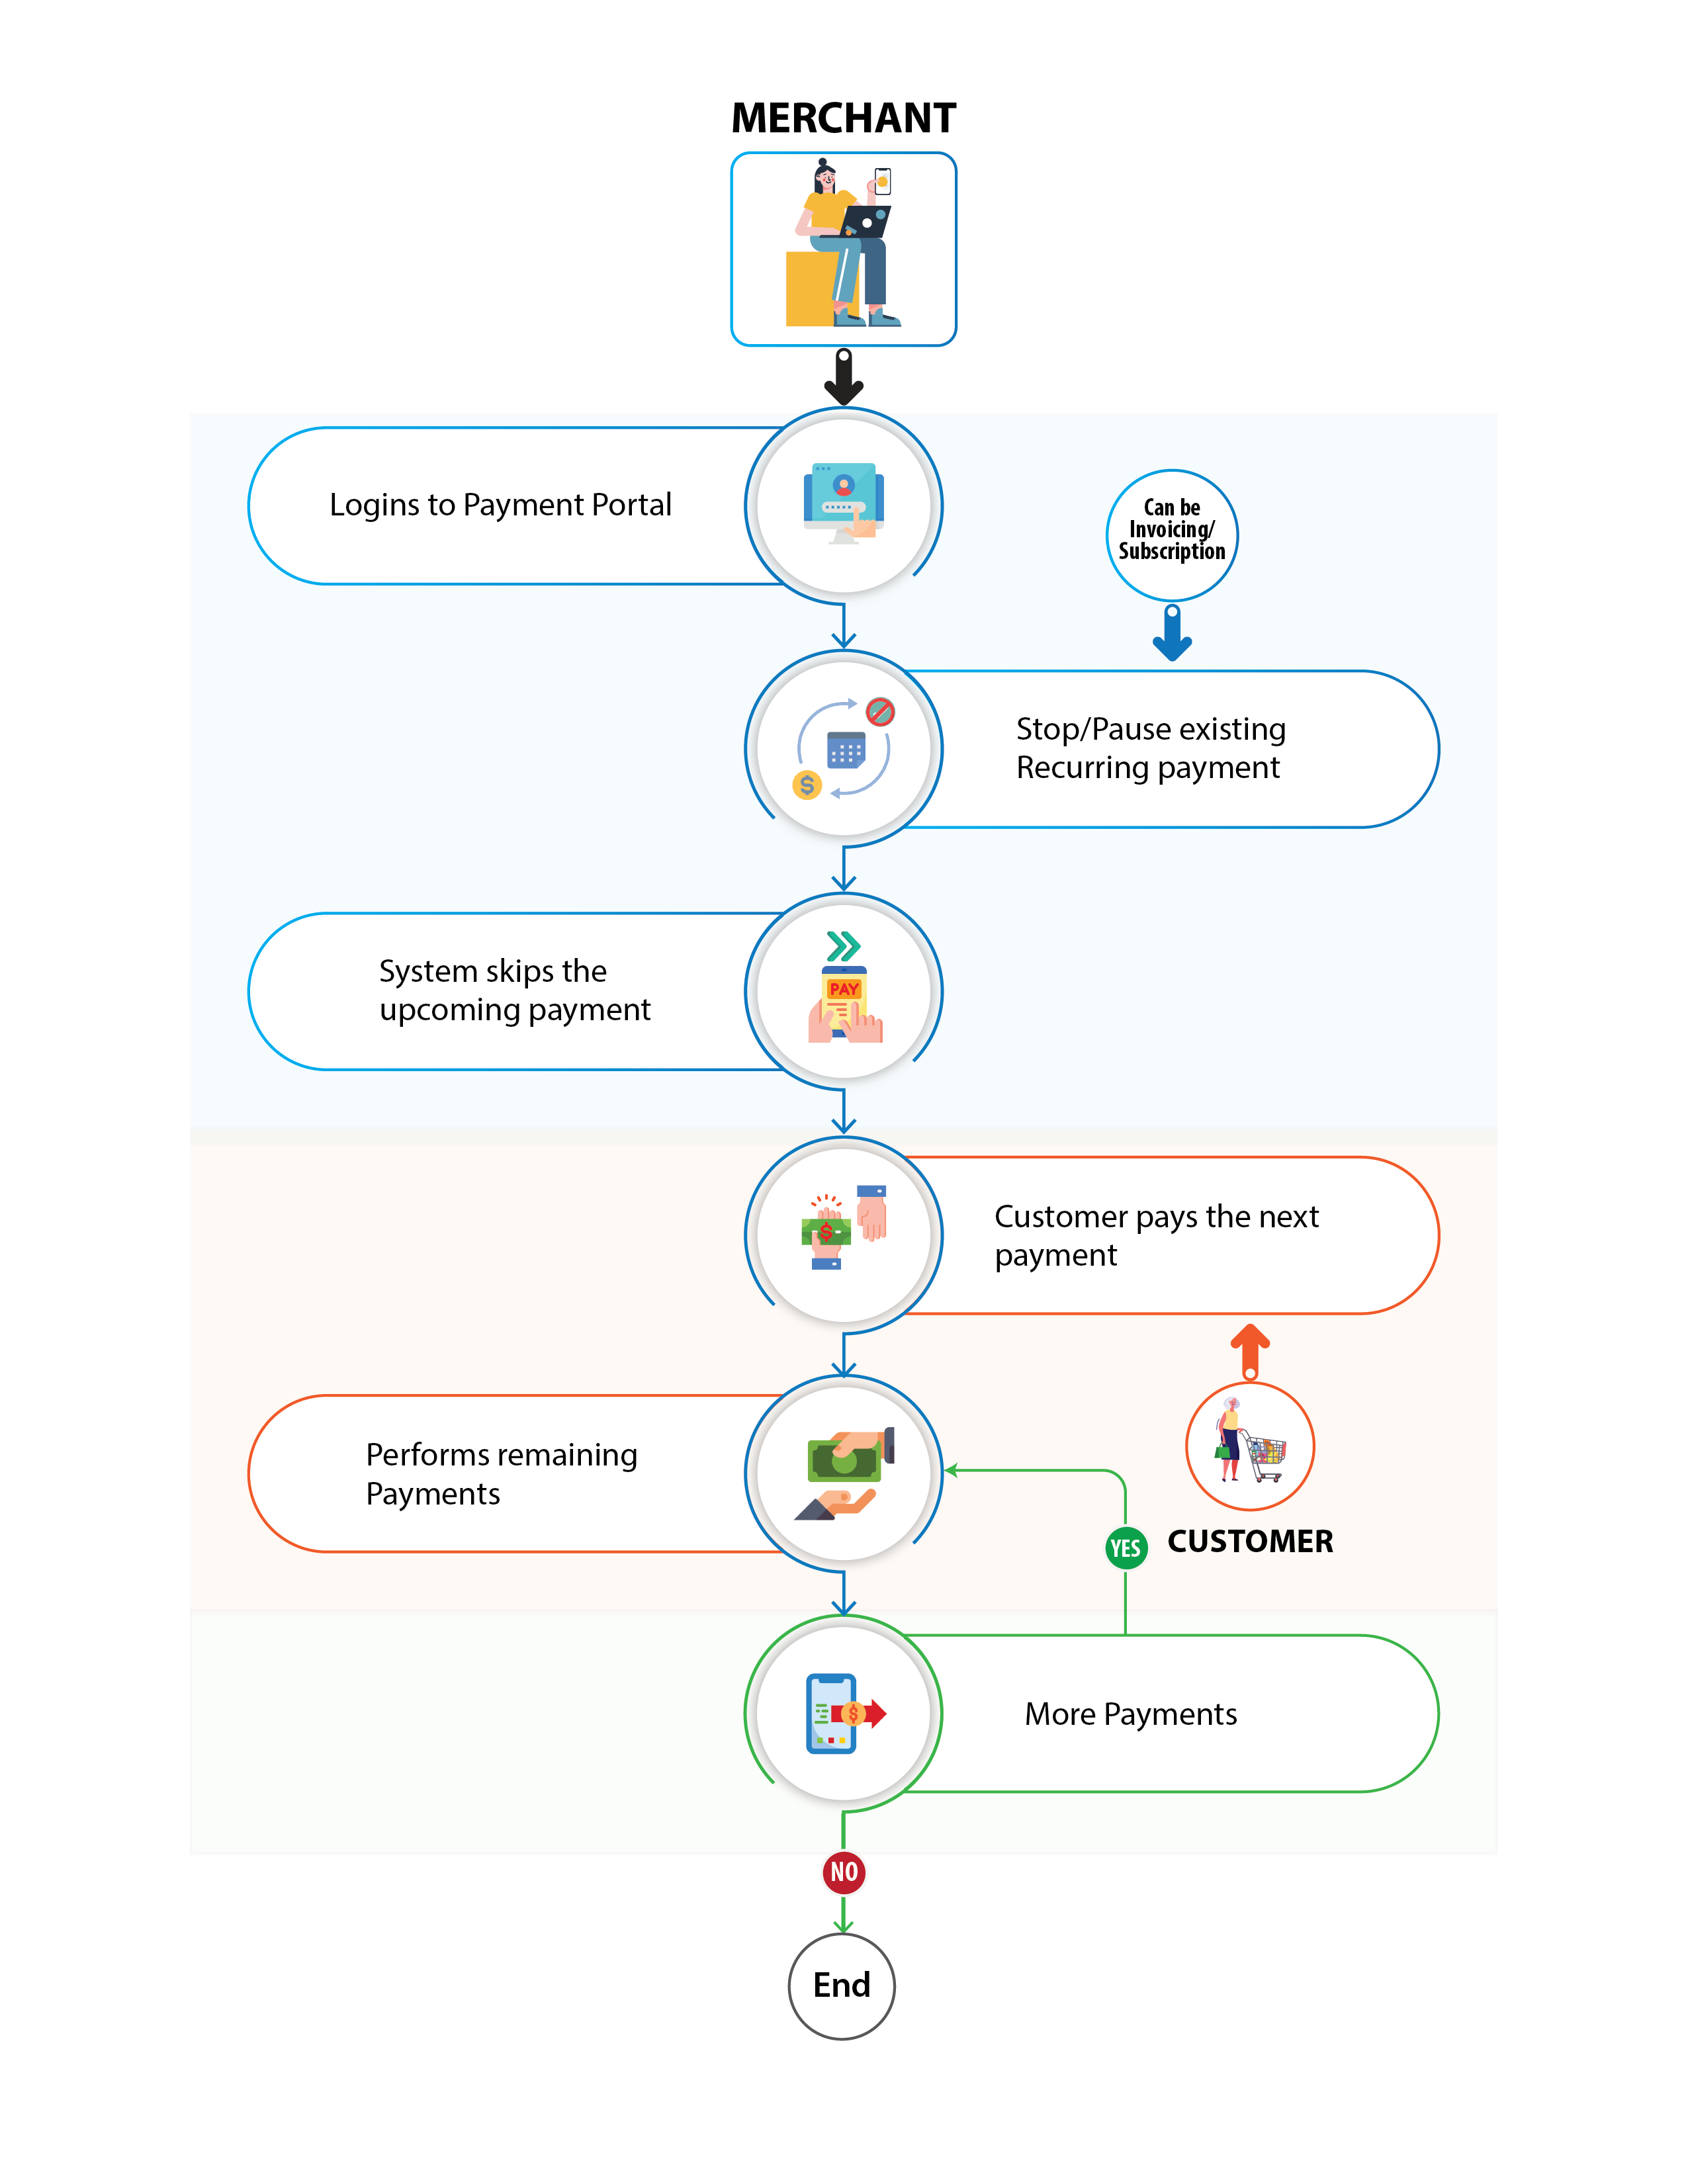 MERCHANT
Logins to Payment Portal
Can be
Invoicing/
Subscription
Stop/Pause existing
Recurring payment
$
System skips the
upcoming payment
PAY
$
Customer pays the next
payment
Performs remaining
Payments
YES
CUSTOMER
$
More Payments
NO
End